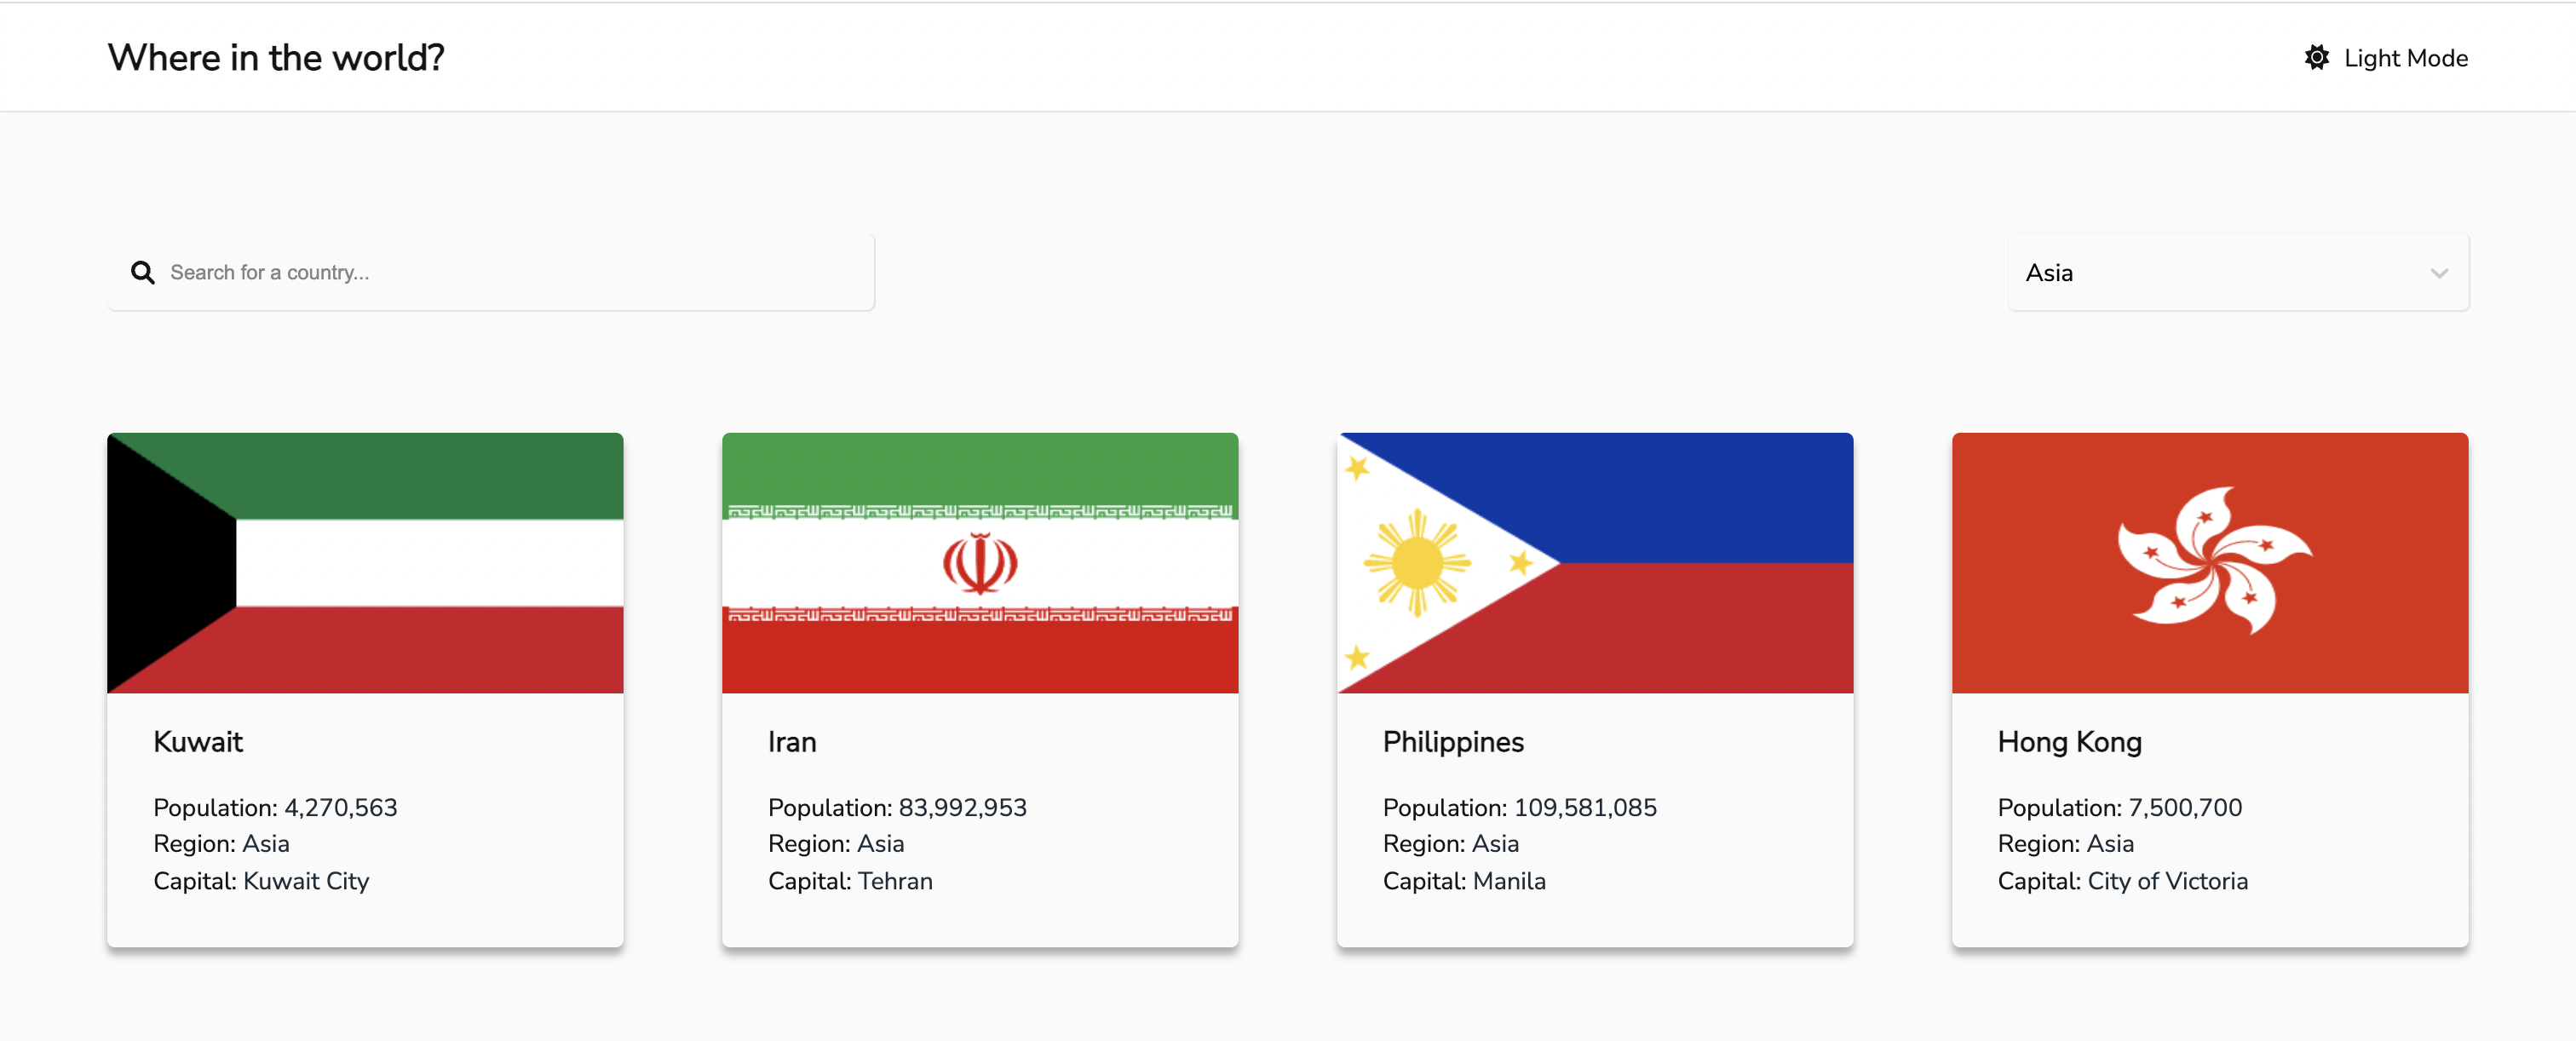 Where in the world?
Light Mode
Search for a country...
Asia
Kuwait
Population: 4,270,563
Region: Asia
Capital: Kuwait City
Iran
Population: 83,992,953
Region: Asia
Capital: Tehran
Philippines
Population: 109,581,085
Region: Asia
Capital: Manila
Hong Kong
Population: 7,500,700
Region: Asia
Capital: City of Victoria